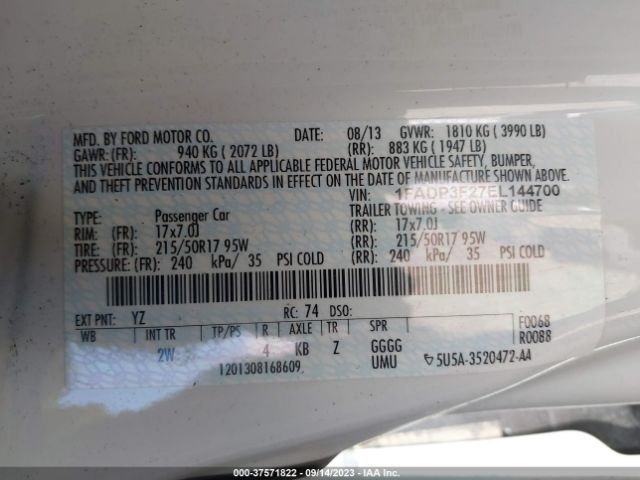 MFD. BY FORD MOTOR CO. DATE: 08/13 GVWR: 1810 KG ( 3990 LB)
GAWR: (FR): 940 KG ( 2072 LB) (RR): 883 KG ( 1947 LB)
THIS VEHICLE CONFORMS TO ALL APPLICABLE FEDERAL MOTOR VEHICLE SAFETY, BUMPER,
AND THEFT PREVENTION STANDARDS IN EFFECT ON THE DATE OF MANUFACTURE SHOWN ABOVE.
VIN: 1FADP3F27EL144700
TYPE: Passenger Car TRAILER TOWING - SEE OWNER GUIDE
RIM: (FR): 17x7.0J (RR): 17x7.0J
TIRE: (FR): 215/50R17 95W (RR): 215/50R17 95W
PRESSURE: (FR): 240 kPa/ 35 PSI COLD (RR): 240 kPa/ 35 PSI COLD
EXT PNT: YZ RC: 74 DSO: F0068
WB INT TR TP/PS R AXLE TR SPR R0088
2W 4 KB Z GGGG
1201308168609 UMU 5U5A-3520472-AA
000-37571822 - 09/14/2023 - IAA Inc.